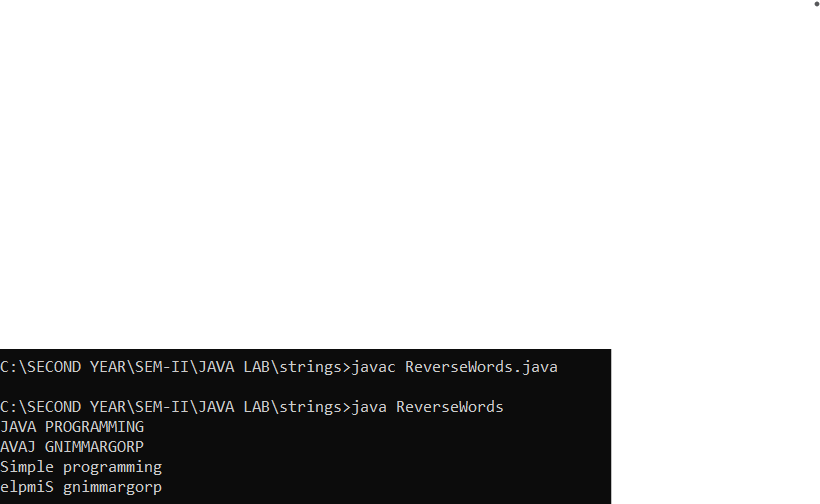 C:\SECOND YEAR\SEM-II\JAVA LAB\strings>javac ReverseWords.java
C:\SECOND YEAR\SEM-II\JAVA LAB\strings>java ReverseWords
JAVA PROGRAMMING
AVAJ GNIMMARGORP
Simple programming
elpmiS gnimmargorp